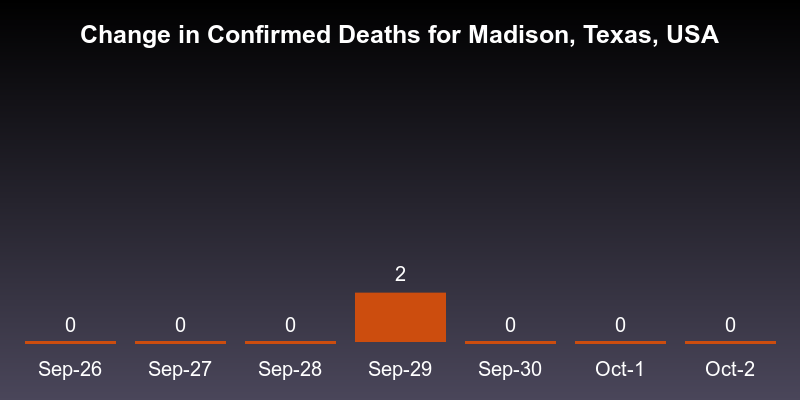 Change in Confirmed Deaths for Madison, Texas, USA
2
0 0 0 0 0 0
Sep-26 Sep-27 Sep-28 Sep-29 Sep-30 Oct-1 Oct-2